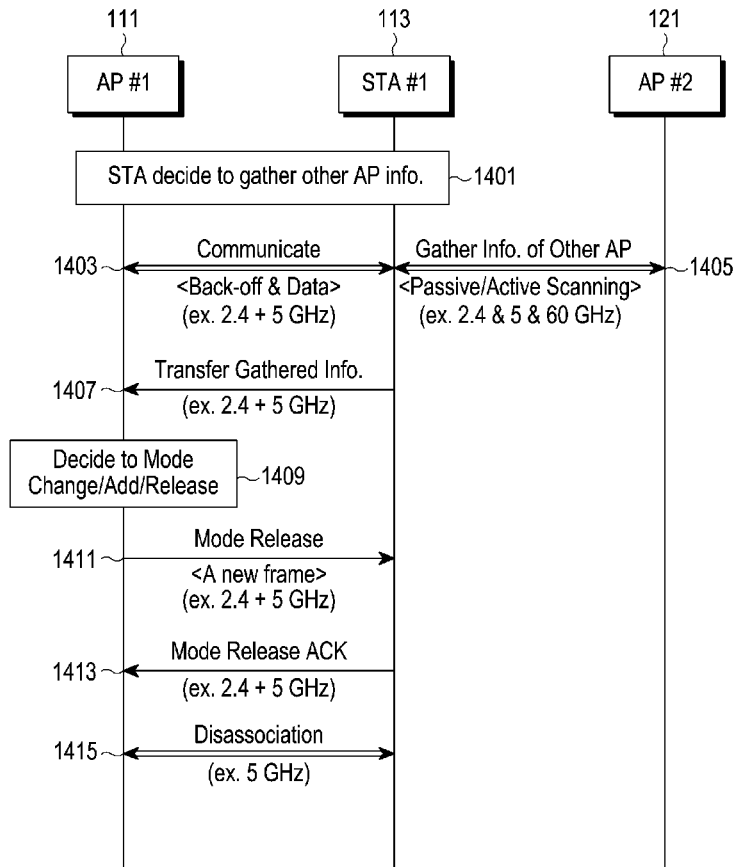 111
113
121
AP #1
STA #1
AP #2
STA decide to gather other AP info.
1401
Communicate
Gather Info. of Other AP
1403
1405
<Back-off & Data>
<Passive/Active Scanning>
(ex. 2.4 + 5 GHz)
(ex. 2.4 & 5 & 60 GHz)
Transfer Gathered Info.
1407
(ex. 2.4 + 5 GHz)
Decide to Mode
Change/Add/Release
1409
Mode Release
1411
<A new frame>
(ex. 2.4 + 5 GHz)
Mode Release ACK
1413
(ex. 2.4 + 5 GHz)
Disassociation
1415
(ex. 5 GHz)